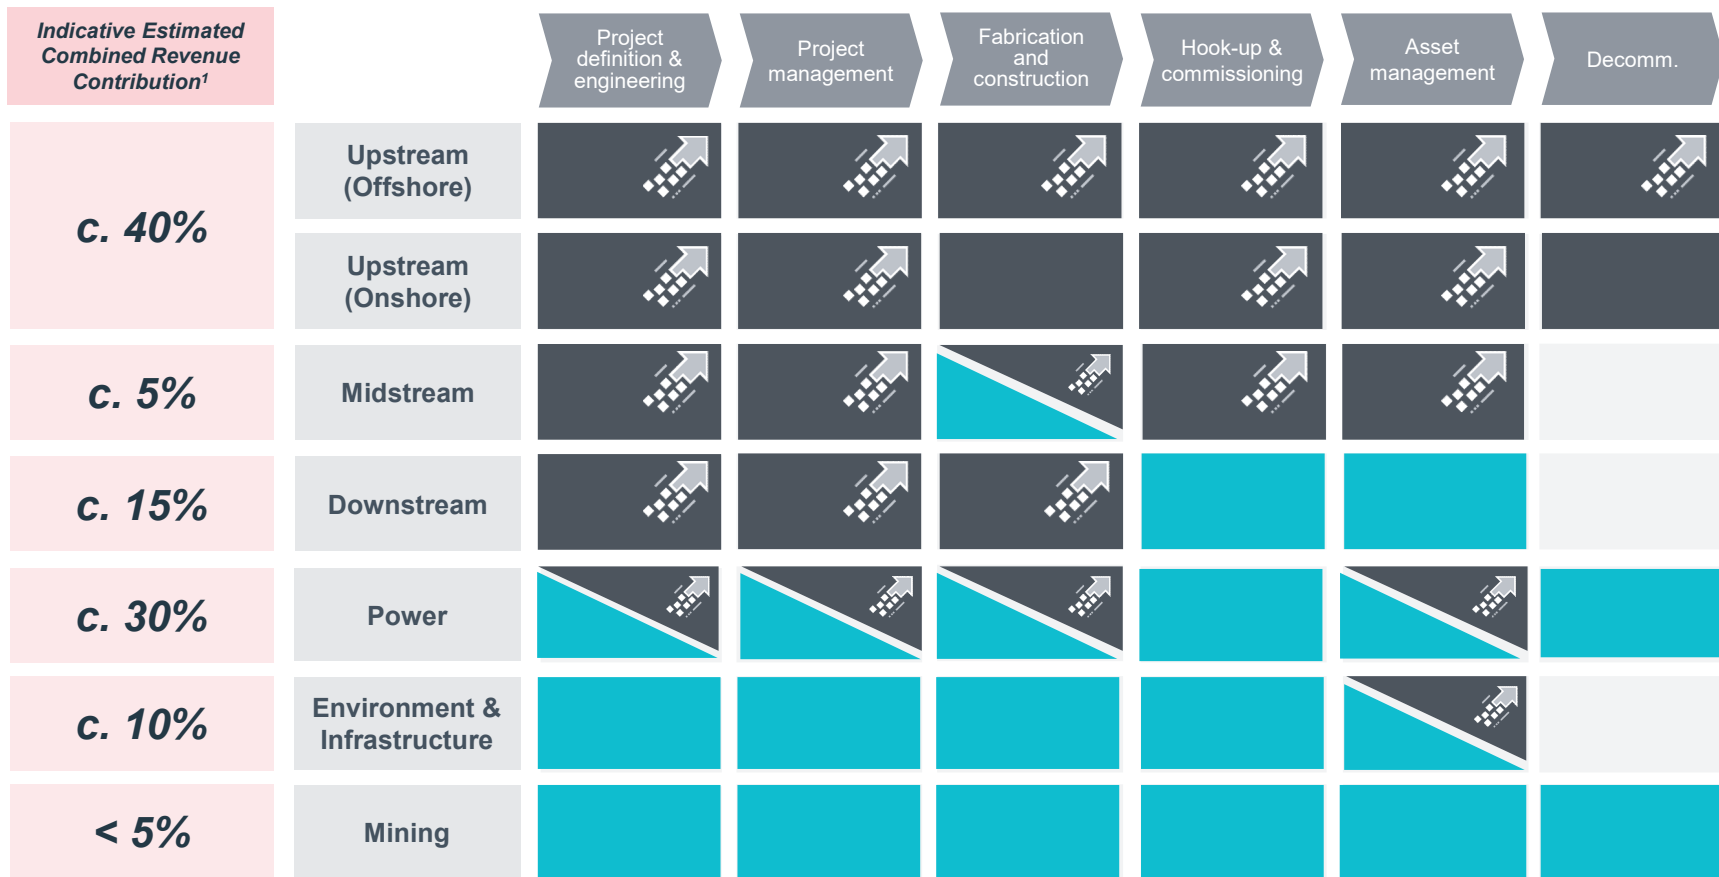 Indicative Estimated
Combined Revenue
Contribution¹
Project
definition &
engineering
Project
management
Fabrication
and
construction
Hook-up &
commissioning
Asset
management
Decomm.
c. 40%
Upstream
(Offshore)
Upstream
(Onshore)
c. 5%
Midstream
c. 15%
Downstream
c. 30%
Power
c. 10%
Environment &
Infrastructure
< 5%
Mining